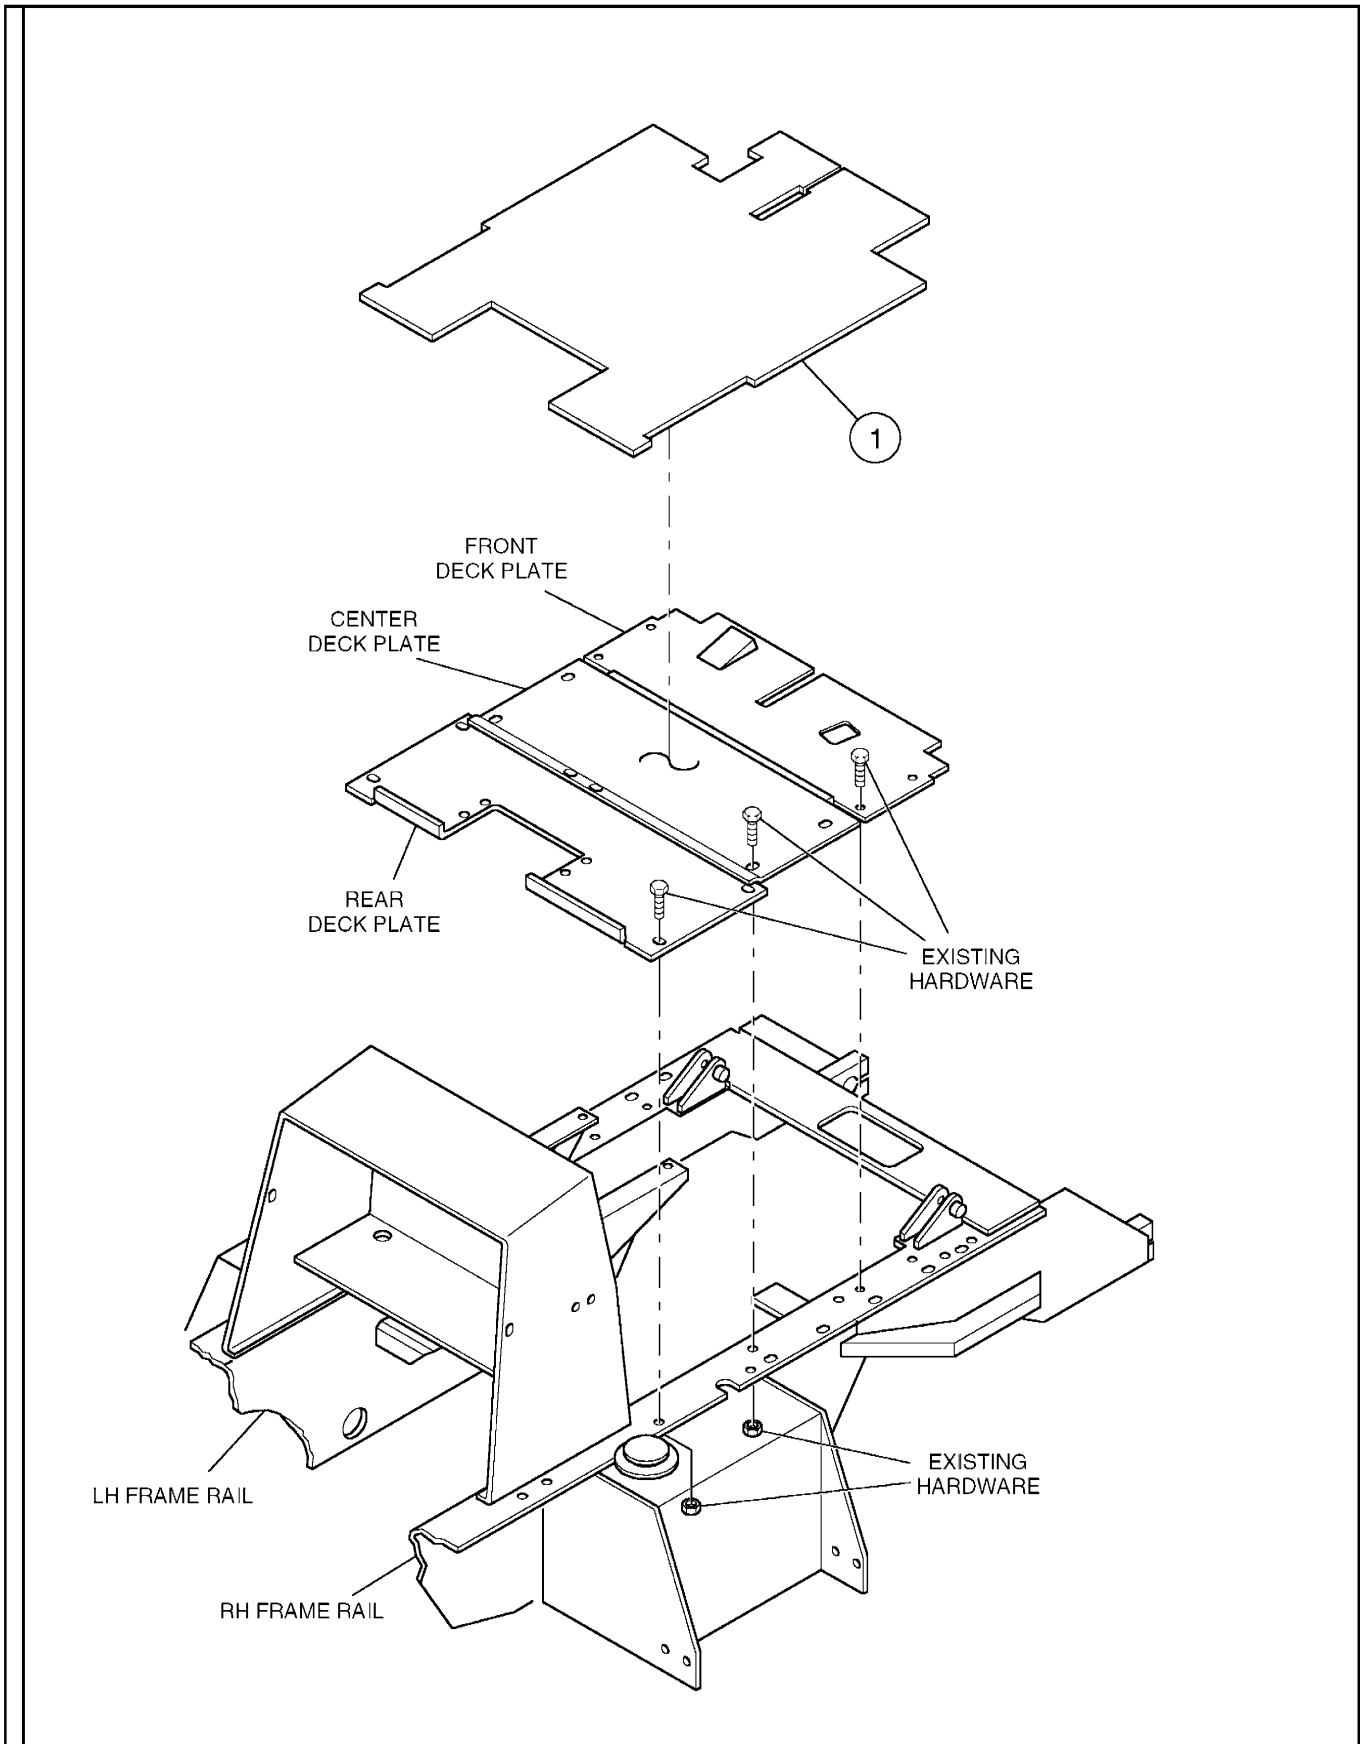 1
FRONT
DECK PLATE
CENTER
DECK PLATE
REAR
DECK PLATE
EXISTING
HARDWARE
EXISTING
HARDWARE
LH FRAME RAIL
RH FRAME RAIL